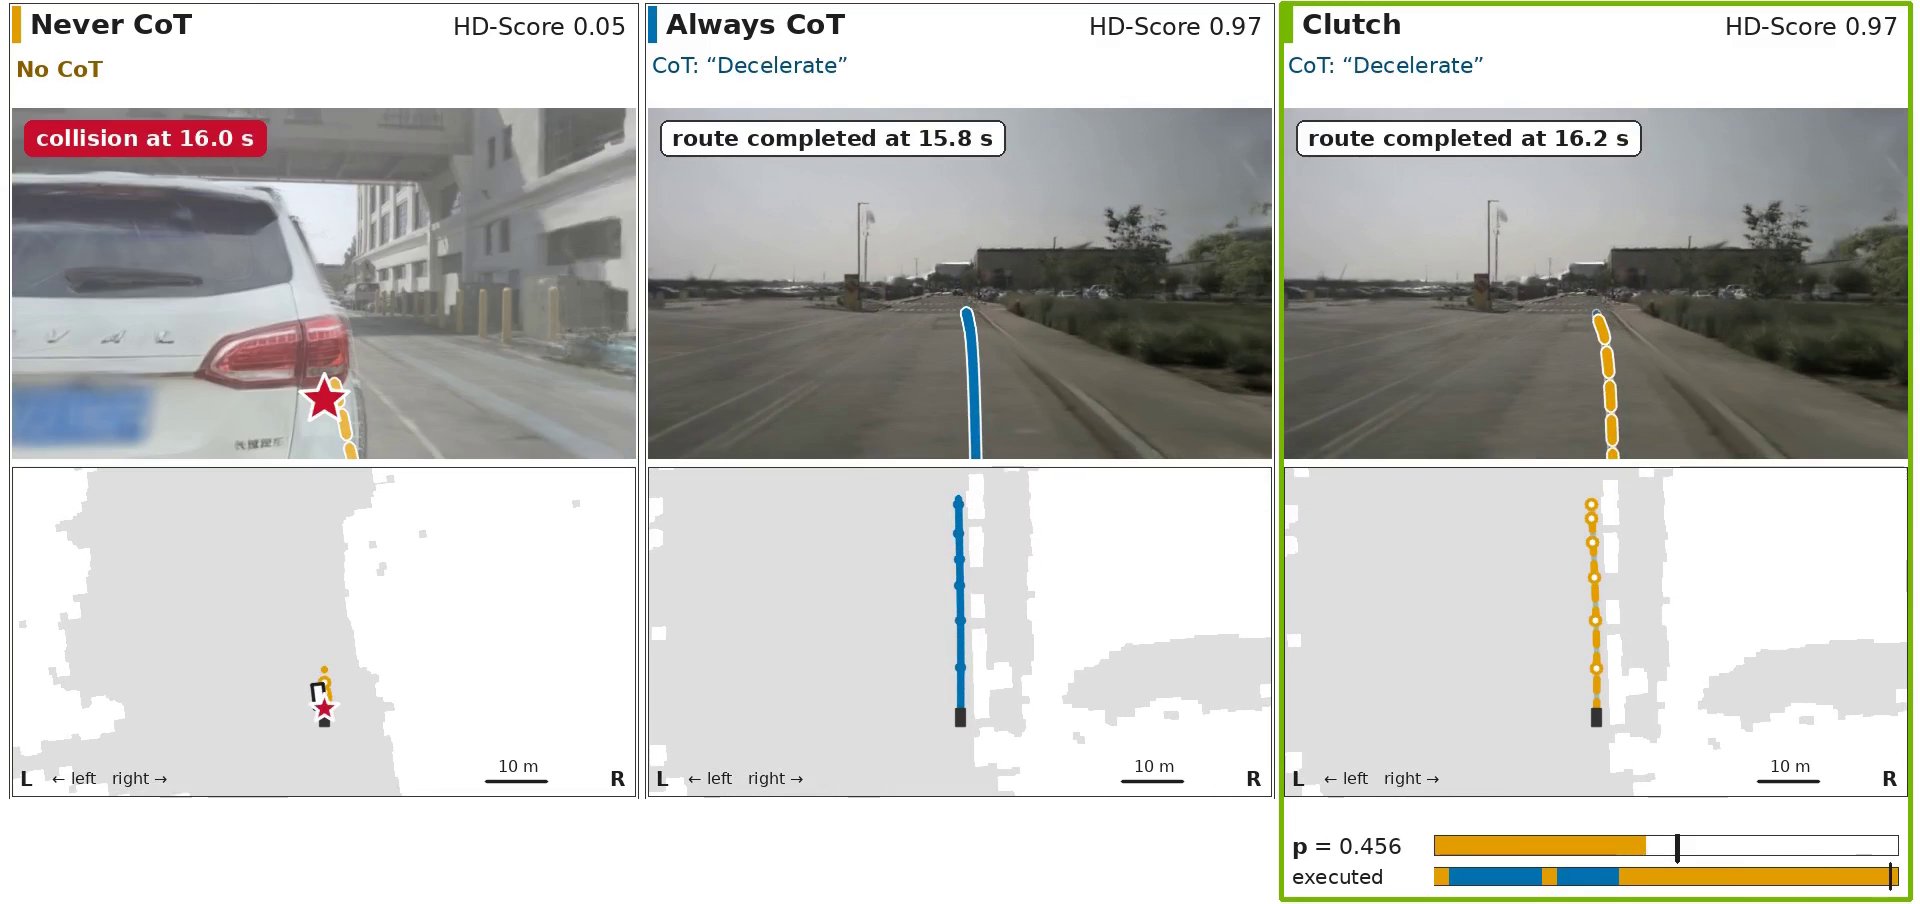 Never CoT
HD-Score 0.05
No CoT
collision at 16.0 s
L ← left right → 10 m R
Always CoT
HD-Score 0.97
CoT: “Decelerate”
route completed at 15.8 s
L ← left right → 10 m R
Clutch
HD-Score 0.97
CoT: “Decelerate”
route completed at 16.2 s
L ← left right → 10 m R
p = 0.456
executed